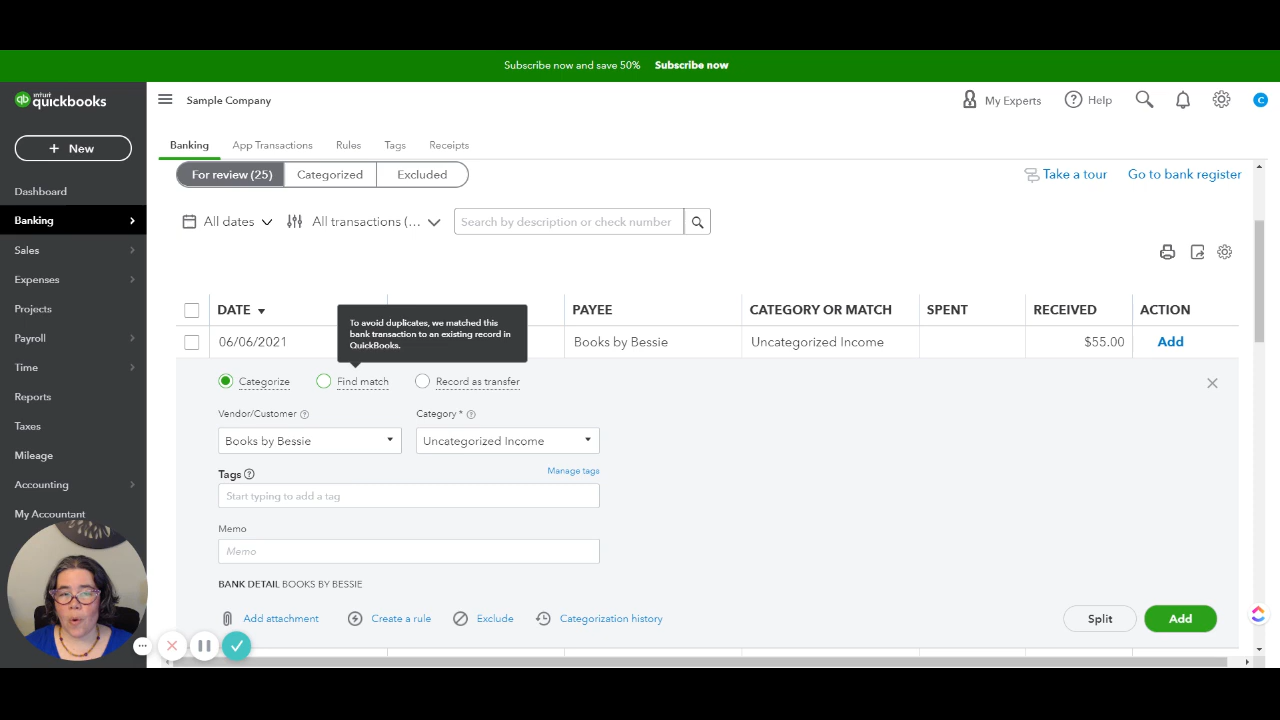 Subscribe now and save 50% Subscribe now
intuit
quickbooks
Sample Company
My Experts
Help
C
+ New
Banking
App Transactions
Rules
Tags
Receipts
For review (25)
Categorized
Excluded
Take a tour
Go to bank register
Dashboard
Banking
Sales
Expenses
Projects
Payroll
Time
Reports
Taxes
Mileage
Accounting
My Accountant
All dates
All transactions (...
Search by description or check number
DATE
PAYEE
CATEGORY OR MATCH
SPENT
RECEIVED
ACTION
To avoid duplicates, we matched this
bank transaction to an existing record in
QuickBooks.
06/06/2021
Books by Bessie
Uncategorized Income
$55.00
Add
Categorize
Find match
Record as transfer
Vendor/Customer
Category *
Books by Bessie
Uncategorized Income
Tags
Manage tags
Start typing to add a tag
Memo
Memo
BANK DETAIL BOOKS BY BESSIE
Add attachment
Create a rule
Exclude
Categorization history
Split
Add